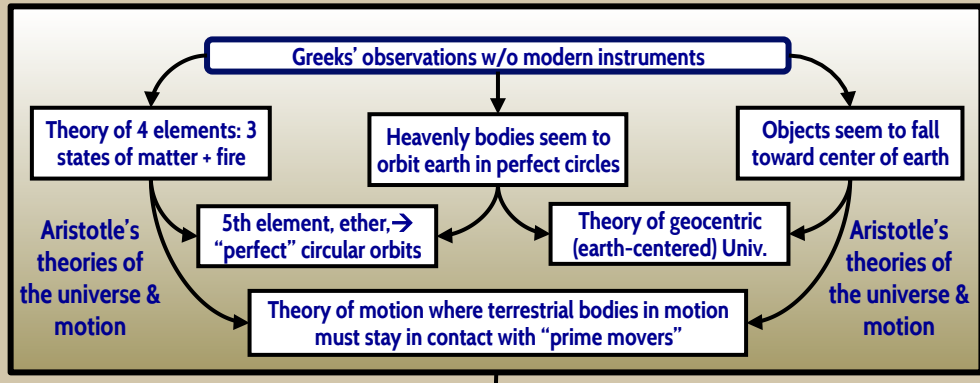 Greeks' observations w/o modern instruments
Theory of 4 elements: 3
states of matter + fire
Heavenly bodies seem to
orbit earth in perfect circles
Objects seem to fall
toward center of earth
5th element, ether,→
“perfect” circular orbits
Theory of geocentric
(earth-centered) Univ.
Aristotle's
theories of
the universe &
motion
Aristotle's
theories of
the universe &
motion
Theory of motion where terrestrial bodies in motion
must stay in contact with “prime movers”